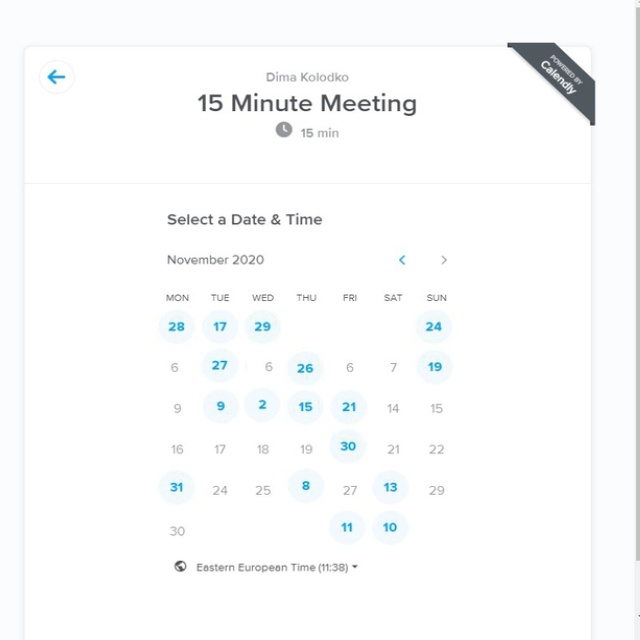 POWERED BY
Calendly
Dima Kolodko
15 Minute Meeting
15 min
Select a Date & Time
November 2020
MON TUE WED THU FRI SAT SUN
28 17 29 24
6 27 6 26 6 7 19
9 9 2 15 21 14 15
16 17 18 19 30 21 22
31 24 25 8 27 13 29
30 11 10
Eastern European Time (11:38)